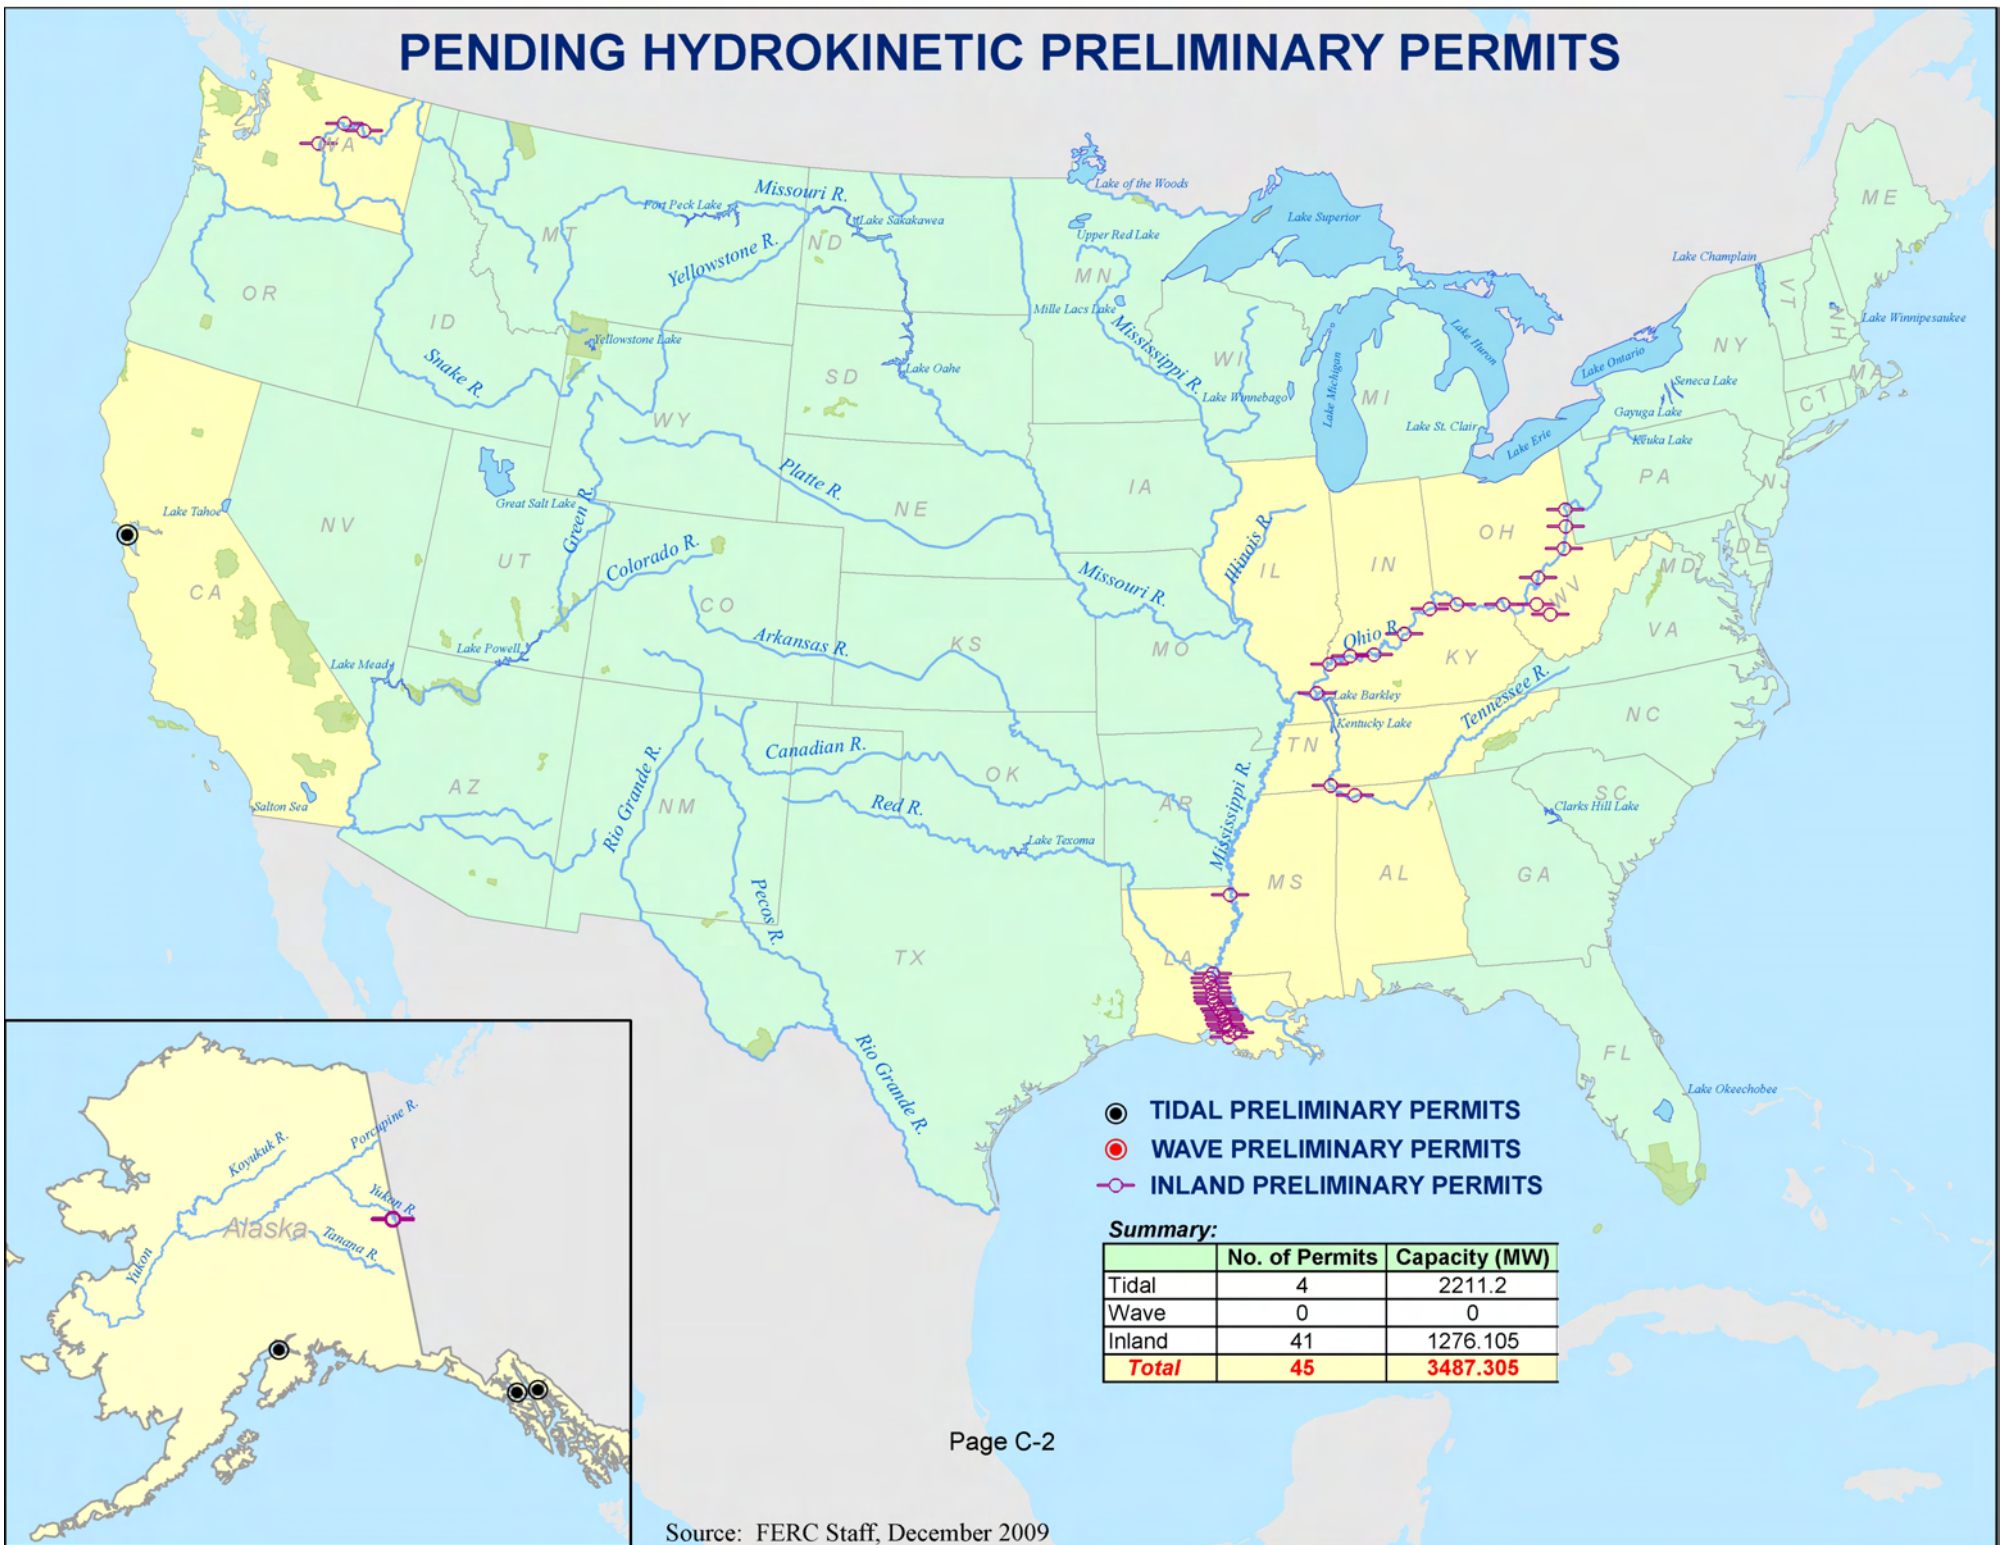 PENDING HYDROKINETIC PRELIMINARY PERMITS
WA
OR
ID
MT
ND
MN
WI
MI
ME
VT
NH
NY
MA
CT
SD
WY
NE
IA
PA
NJ
OH
IN
IL
NV
UT
CA
CO
KS
MO
KY
WV
MD
DE
VA
NC
TN
SC
AZ
NM
OK
AR
MS
AL
GA
LA
TX
FL
Missouri R.
Fort Peck Lake
Lake Sakakawea
Yellowstone R.
Lake of the Woods
Upper Red Lake
Lake Superior
Mille Lacs Lake
Mississippi R.
Lake Champlain
Lake Winnipesaukee
Yellowstone Lake
Snake R.
Lake Oahe
Lake Winnebago
Lake Michigan
Lake Huron
Lake Ontario
Seneca Lake
Gayuga Lake
Keuka Lake
Lake St. Clair
Lake Erie
Platte R.
Great Salt Lake
Green R.
Lake Tahoe
Colorado R.
Illinois R.
Missouri R.
Arkansas R.
Lake Powell
Lake Mead
Ohio R.
Lake Barkley
Kentucky Lake
Tennessee R.
Canadian R.
Rio Grande R.
Red R.
Mississippi R.
Salton Sea
Lake Texoma
Clarks Hill Lake
Pecos R.
Rio Grande R.
Lake Okeechobee
Koyukuk R.
Porcupine R.
Yukon R.
Alaska
Tanana R.
Yukon
TIDAL PRELIMINARY PERMITS
WAVE PRELIMINARY PERMITS
INLAND PRELIMINARY PERMITS
Summary:
No. of Permits Capacity (MW)
Tidal 4 2211.2
Wave 0 0
Inland 41 1276.105
Total 45 3487.305
Page C-2
Source: FERC Staff, December 2009